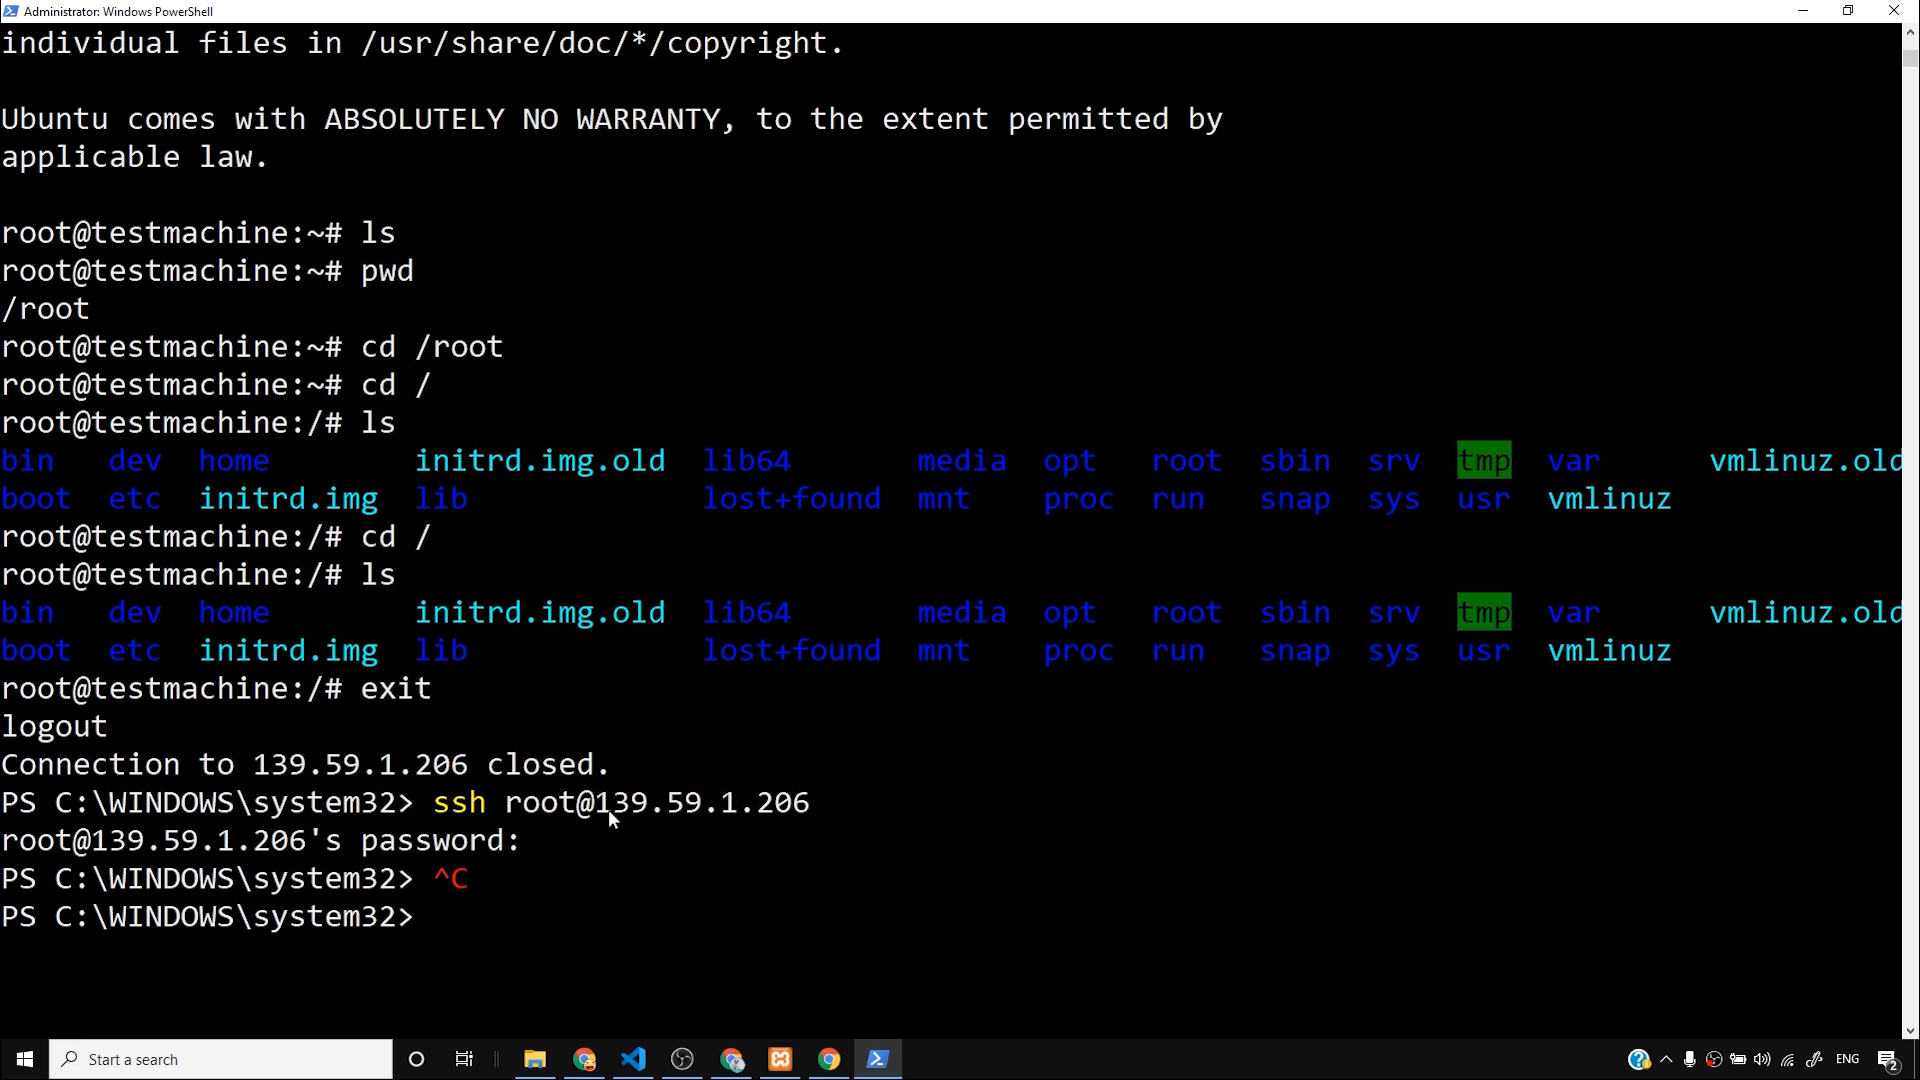 Administrator: Windows PowerShell
individual files in /usr/share/doc/*/copyright.
Ubuntu comes with ABSOLUTELY NO WARRANTY, to the extent permitted by
applicable law.
root@testmachine:~# ls
root@testmachine:~# pwd
/root
root@testmachine:~# cd /root
root@testmachine:~# cd /
root@testmachine:/# ls
bin dev home initrd.img.old lib64 media opt root sbin srv tmp var vmlinuz.old
boot etc initrd.img lib lost+found mnt proc run snap sys usr vmlinuz
root@testmachine:/# cd /
root@testmachine:/# ls
bin dev home initrd.img.old lib64 media opt root sbin srv tmp var vmlinuz.old
boot etc initrd.img lib lost+found mnt proc run snap sys usr vmlinuz
root@testmachine:/# exit
logout
Connection to 139.59.1.206 closed.
PS C:\WINDOWS\system32> ssh root@139.59.1.206
root@139.59.1.206's password:
PS C:\WINDOWS\system32> ^C
PS C:\WINDOWS\system32>
Start a search
ENG
2